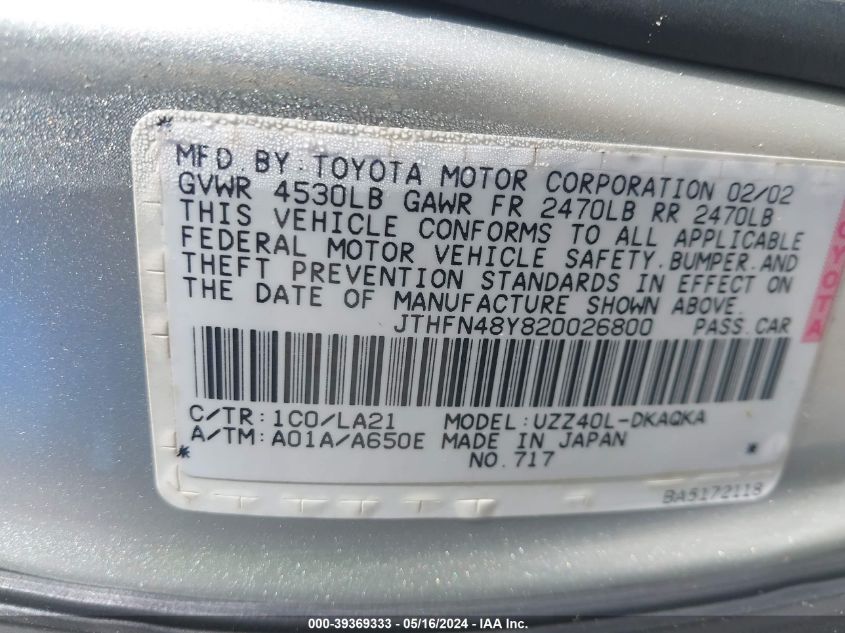 MFD. BY: TOYOTA MOTOR CORPORATION 02/02
GVWR 4530LB GAWR FR 2470LB RR 2470LB
THIS VEHICLE CONFORMS TO ALL APPLICABLE
FEDERAL MOTOR VEHICLE SAFETY, BUMPER, AND
THEFT PREVENTION STANDARDS IN EFFECT ON
THE DATE OF MANUFACTURE SHOWN ABOVE.
JTHFN48Y820026800 PASS. CAR
C/TR: 1C0/LA21 MODEL: UZZ40L-DKAQKA
A/TM: A01A/A650E MADE IN JAPAN
NO. 717
BA5172118
TOYOTA
000-39369333 - 05/16/2024 - IAAI.com